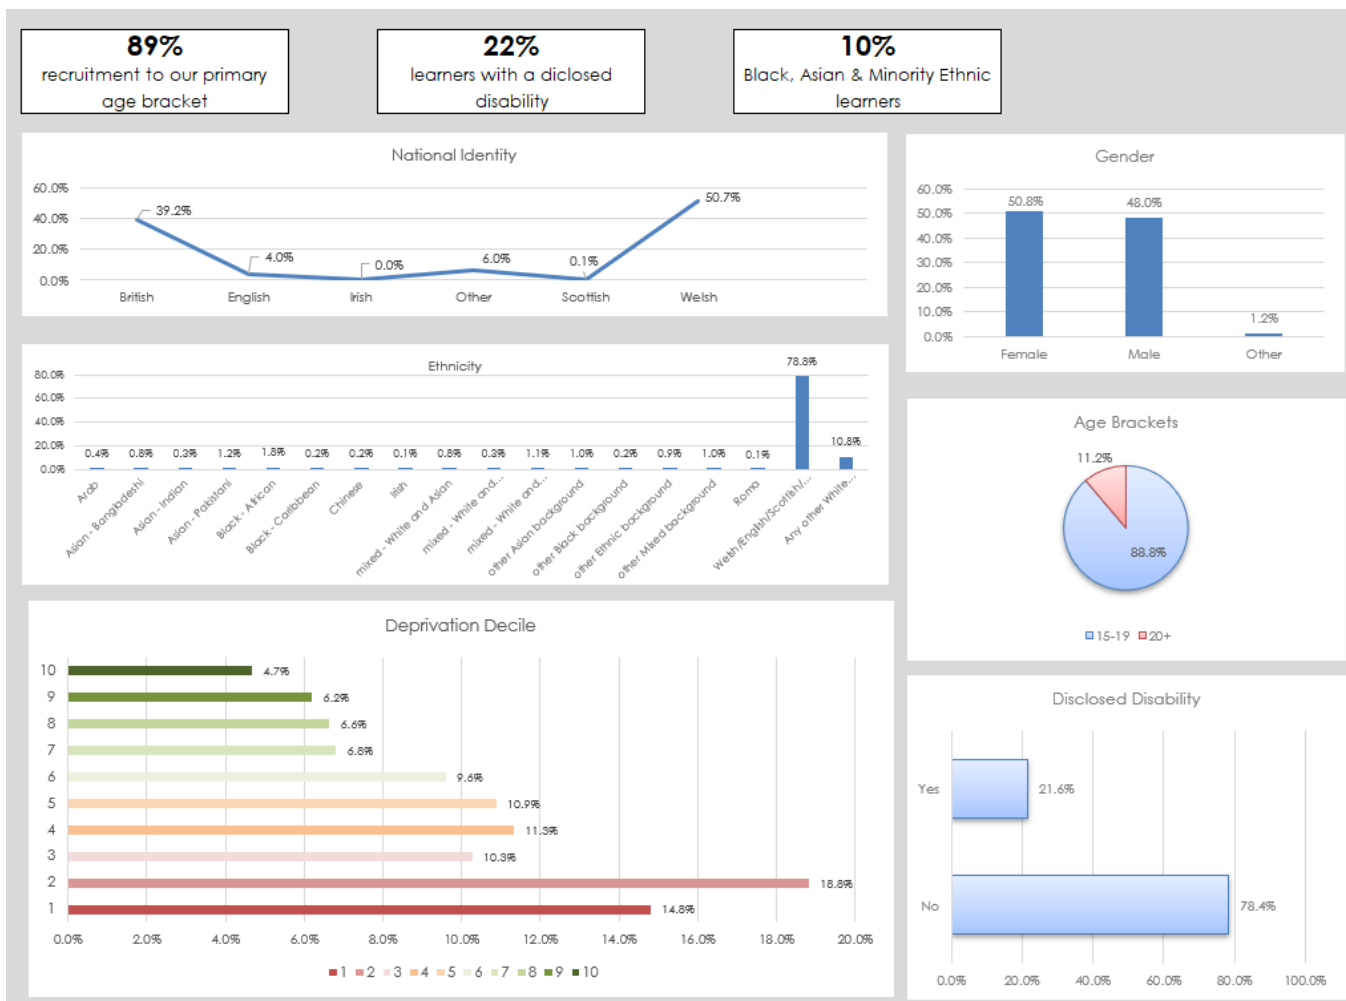 89%
recruitment to our primary
age bracket
22%
learners with a diclosed
disability
10%
Black, Asian & Minority Ethnic
learners
National Identity
60.0%
40.0%
20.0%
0.0%
39.2%
4.0%
0.0%
6.0%
0.1%
50.7%
British English Irish Other Scottish Welsh
Gender
60.0%
50.0%
40.0%
30.0%
20.0%
10.0%
0.0%
50.8%
48.0%
1.2%
Female Male Other
Ethnicity
80.0%
60.0%
40.0%
20.0%
0.0%
0.4% 0.8% 0.3% 1.2% 1.8% 0.2% 0.2% 0.1% 0.8% 0.3% 1.1% 1.0% 0.2% 0.9% 1.0% 0.1% 78.8% 10.8%
Arab
Asian - Bangladeshi
Asian - Indian
Asian - Pakistani
Black - African
Black - Caribbean
Chinese
Irish
mixed - White and Asian
mixed - White and...
mixed - White and...
other Asian background
other Black background
other Ethnic background
other Mixed background
Roma
Welsh/English/Scottish/...
Any other White...
Age Brackets
11.2%
88.8%
15-19 20+
Deprivation Decile
10 4.7%
9 6.2%
8 6.6%
7 6.8%
6 9.6%
5 10.9%
4 11.3%
3 10.3%
2 18.8%
1 14.8%
0.0% 2.0% 4.0% 6.0% 8.0% 10.0% 12.0% 14.0% 16.0% 18.0% 20.0%
1 2 3 4 5 6 7 8 9 10
Disclosed Disability
Yes 21.6%
No 78.4%
0.0% 20.0% 40.0% 60.0% 80.0% 100.0%